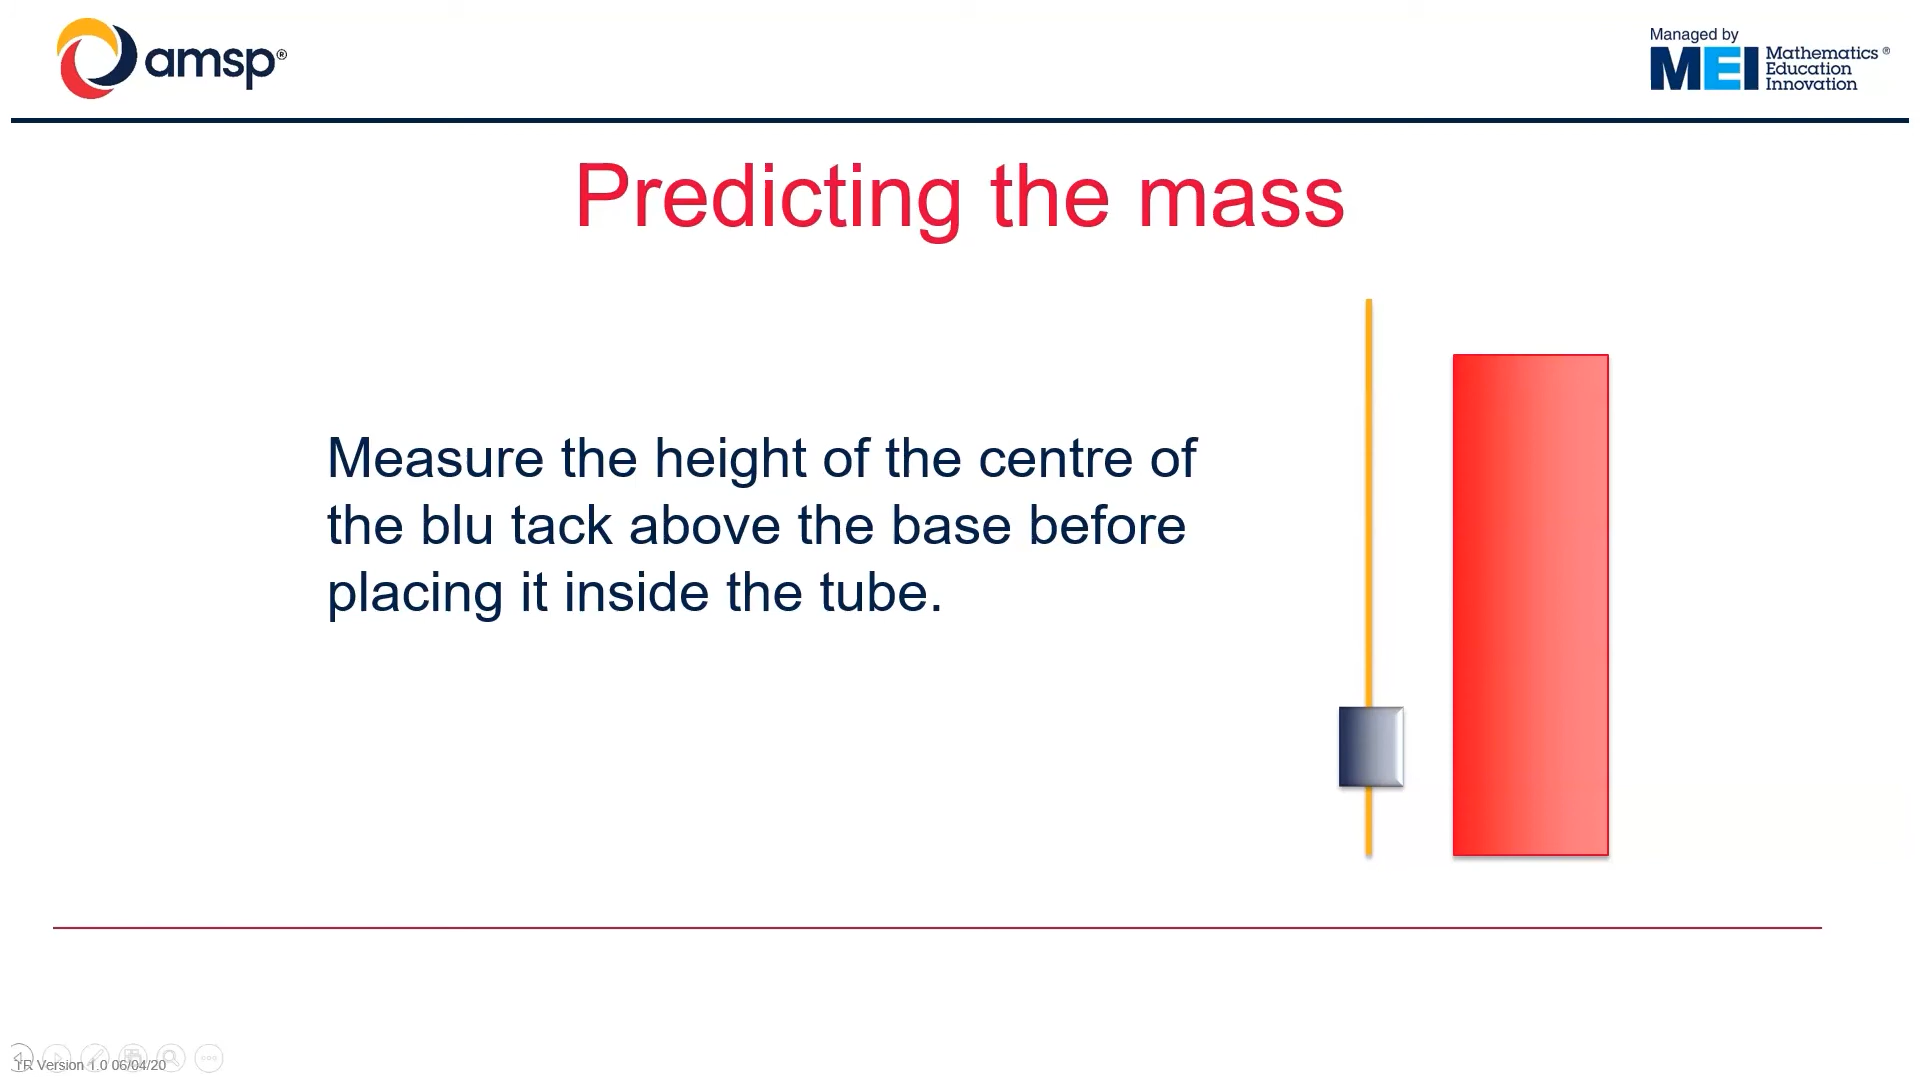 amsp®
Managed by
MEI Mathematics®
Education
Innovation
Predicting the mass
Measure the height of the centre of
the blu tack above the base before
placing it inside the tube.
TR Version 1.0 06/04/20